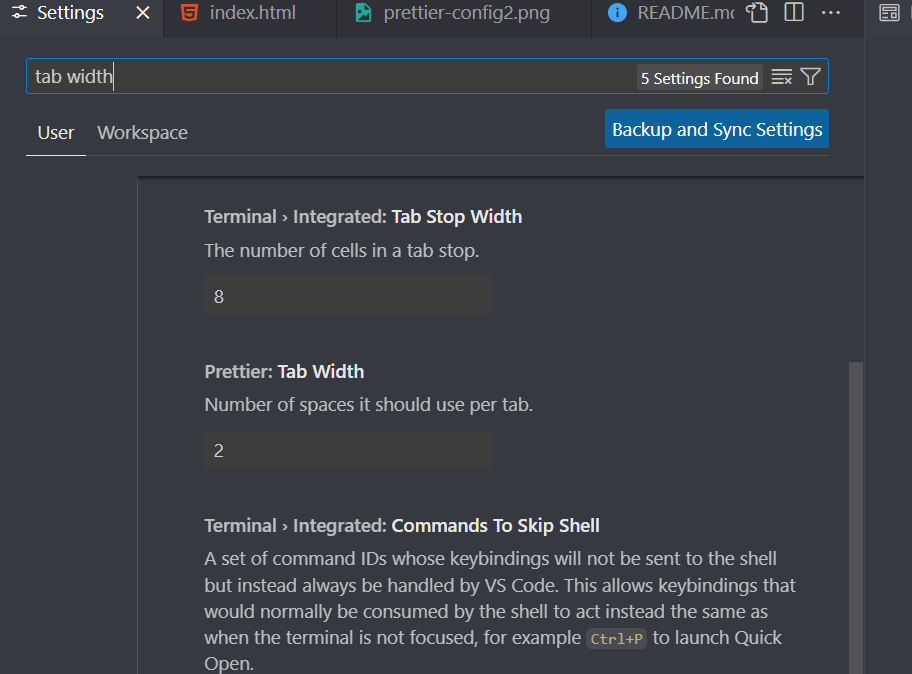 Settings index.html prettier-config2.png README.md
tab width 5 Settings Found
User Workspace Backup and Sync Settings
Terminal › Integrated: Tab Stop Width
The number of cells in a tab stop.
8
Prettier: Tab Width
Number of spaces it should use per tab.
2
Terminal › Integrated: Commands To Skip Shell
A set of command IDs whose keybindings will not be sent to the shell
but instead always be handled by VS Code. This allows keybindings that
would normally be consumed by the shell to act instead the same as
when the terminal is not focused, for example Ctrl+P to launch Quick
Open.